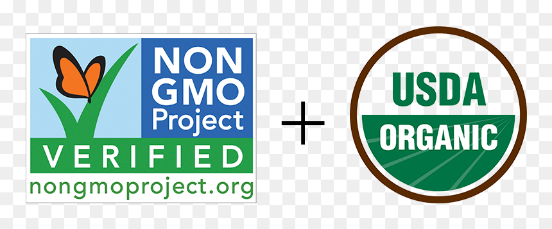 NON
GMO
Project
VERIFIED
nongmoproject.org
+
USDA
ORGANIC